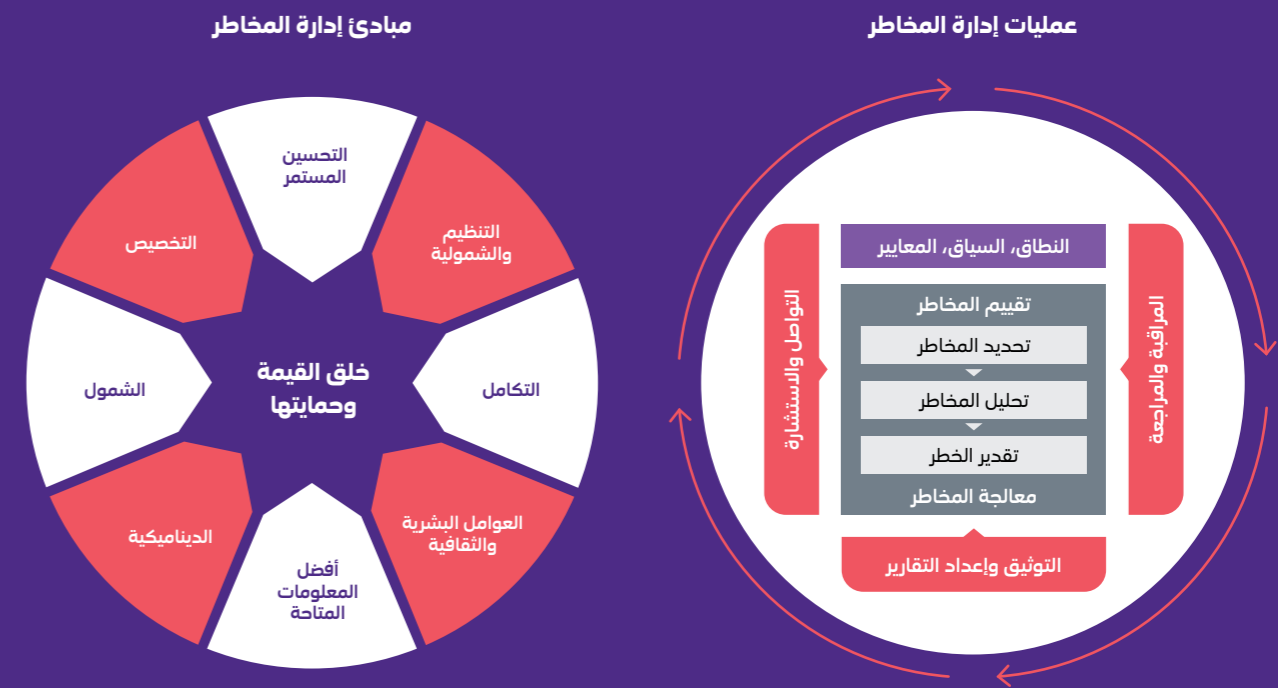 عمليات إدارة المخاطر
النطاق، السياق، المعايير
المراقبة والمراجعة
تقييم المخاطر
تحديد المخاطر
تحليل المخاطر
تقدير الخطر
معالجة المخاطر
التواصل والاستشارة
التوثيق وإعداد التقارير
مبادئ إدارة المخاطر
التحسين
المستمر
التنظيم
والشمولية
التكامل
العوامل البشرية
والثقافية
أفضل
المعلومات
المتاحة
الديناميكية
الشمول
التخصيص
خلق القيمة
وحمايتها